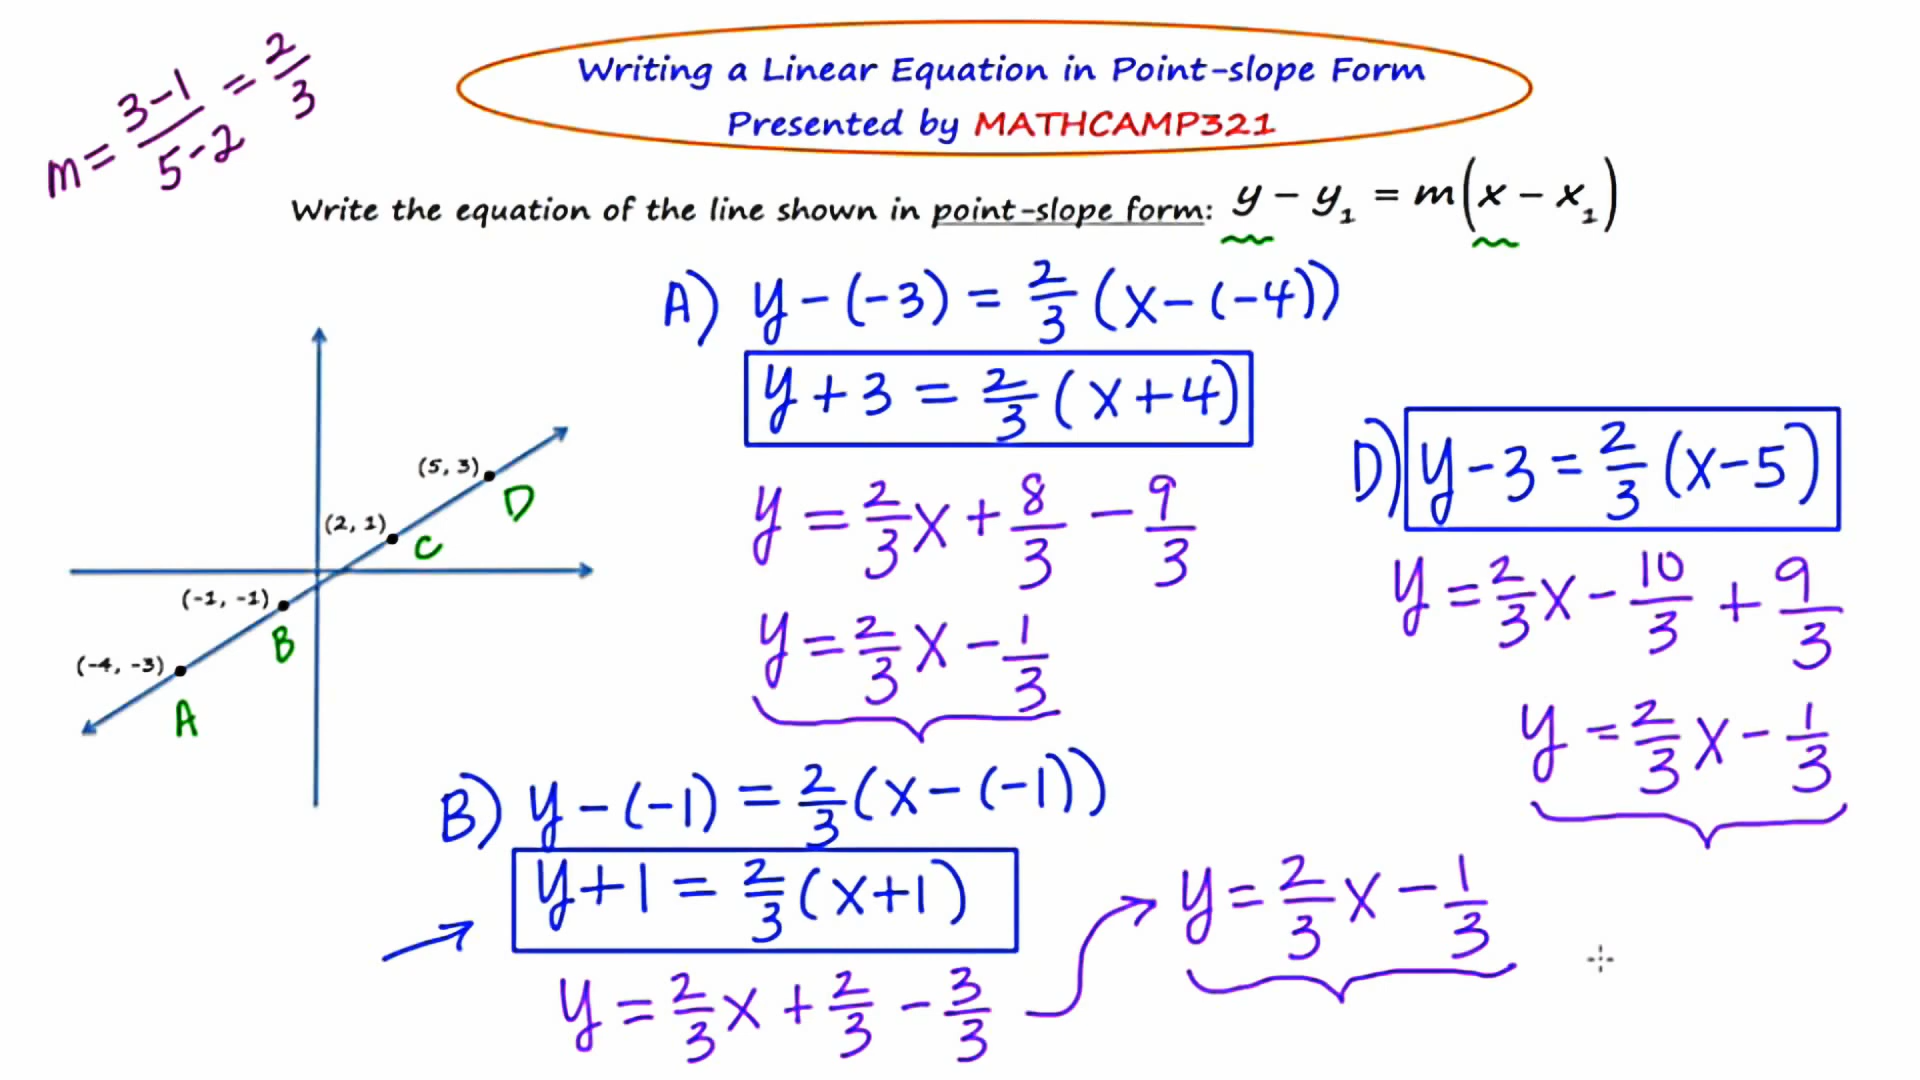 Writing a Linear Equation in Point-slope Form
Presented by MATHCAMP321
m = (3-1)/(5-2) = 2/3
Write the equation of the line shown in point-slope form: y - y₁ = m(x - x₁)
A) y-(-3) = 2/3 (x-(-4))
y+3 = 2/3 (x+4)
y = 2/3 x + 8/3 - 9/3
y = 2/3 x - 1/3
D) y-3 = 2/3 (x-5)
y = 2/3 x - 10/3 + 9/3
y = 2/3 x - 1/3
(5, 3)
D
(2, 1)
C
(-1, -1)
B
(-4, -3)
A
B) y-(-1) = 2/3 (x-(-1))
y+1 = 2/3 (x+1)
y = 2/3 x + 2/3 - 3/3
y = 2/3 x - 1/3